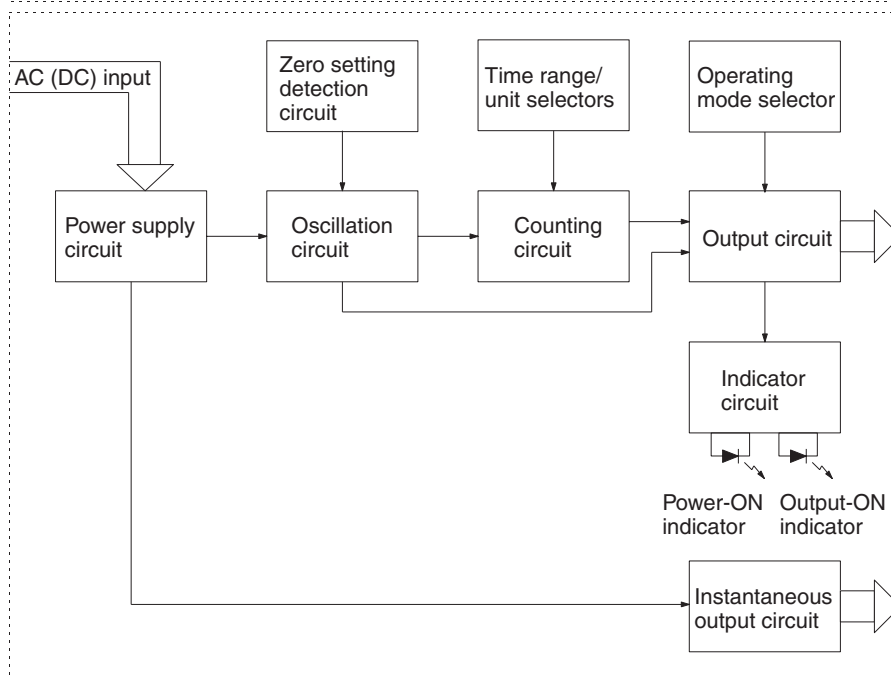 AC (DC) input
Zero setting
detection
circuit
Time range/
unit selectors
Operating
mode selector
Power supply
circuit
Oscillation
circuit
Counting
circuit
Output circuit
Indicator
circuit
Power-ON
indicator
Output-ON
indicator
Instantaneous
output circuit